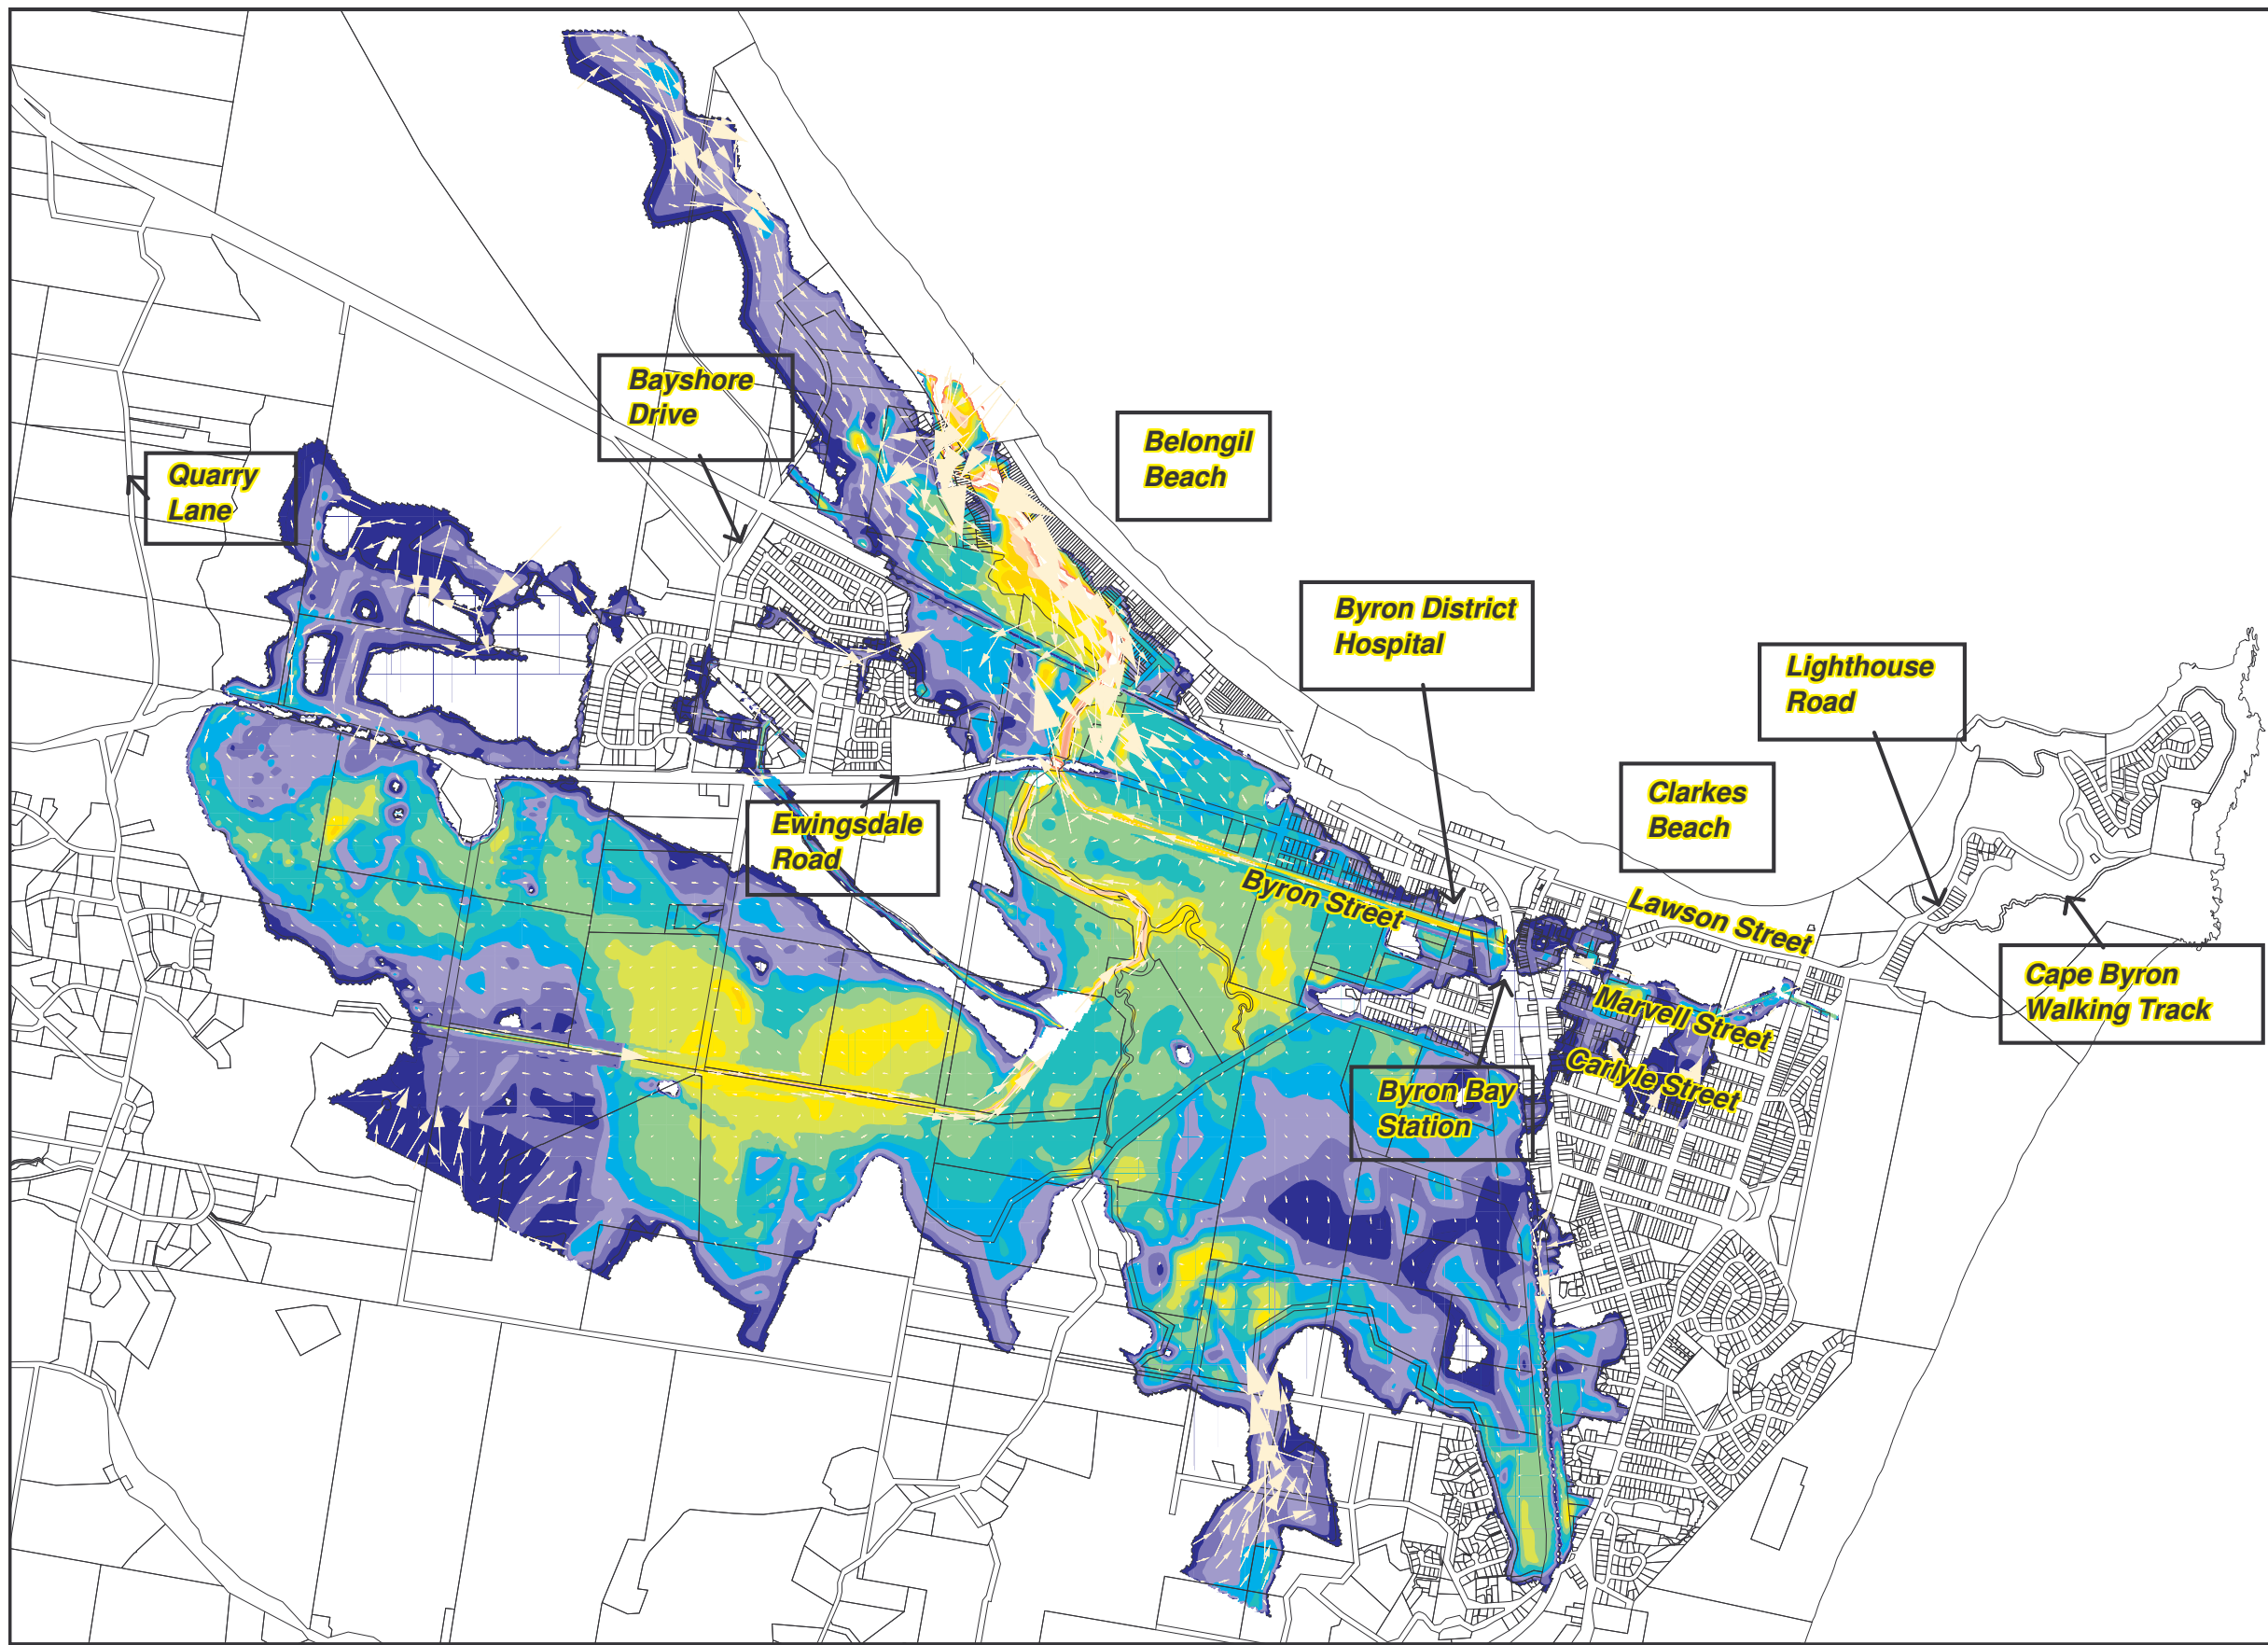 Bayshore
Drive
Belongil
Beach
Quarry
Lane
Byron District
Hospital
Lighthouse
Road
Clarkes
Beach
Ewingsdale
Road
Byron Street
Lawson Street
Cape Byron
Walking Track
Marvell Street
Carlyle Street
Byron Bay
Station